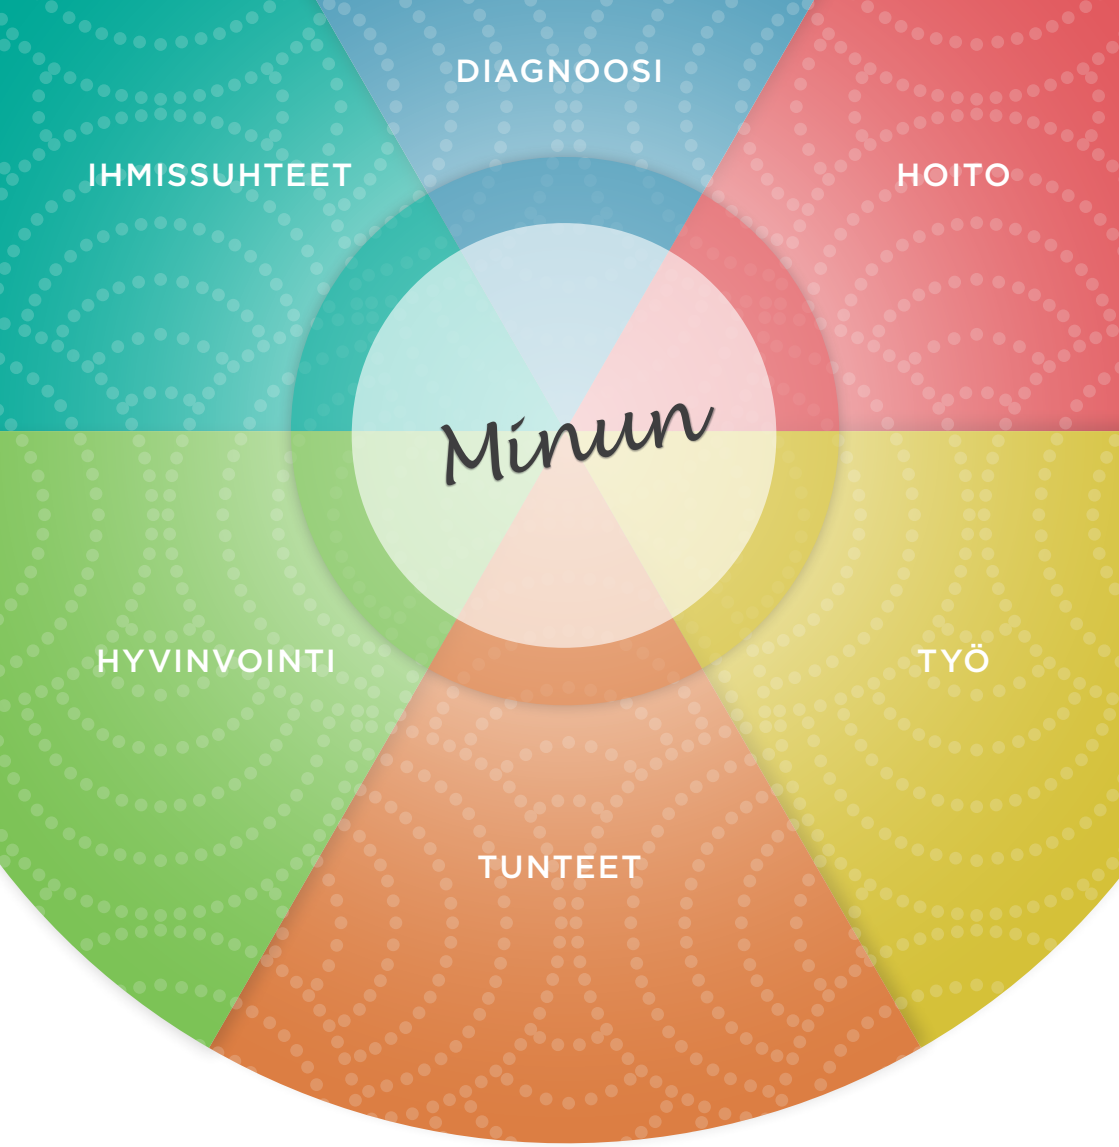 DIAGNOOSI
IHMISSUHTEET
HOITO
Minun
HYVINVOINTI
TYÖ
TUNTEET